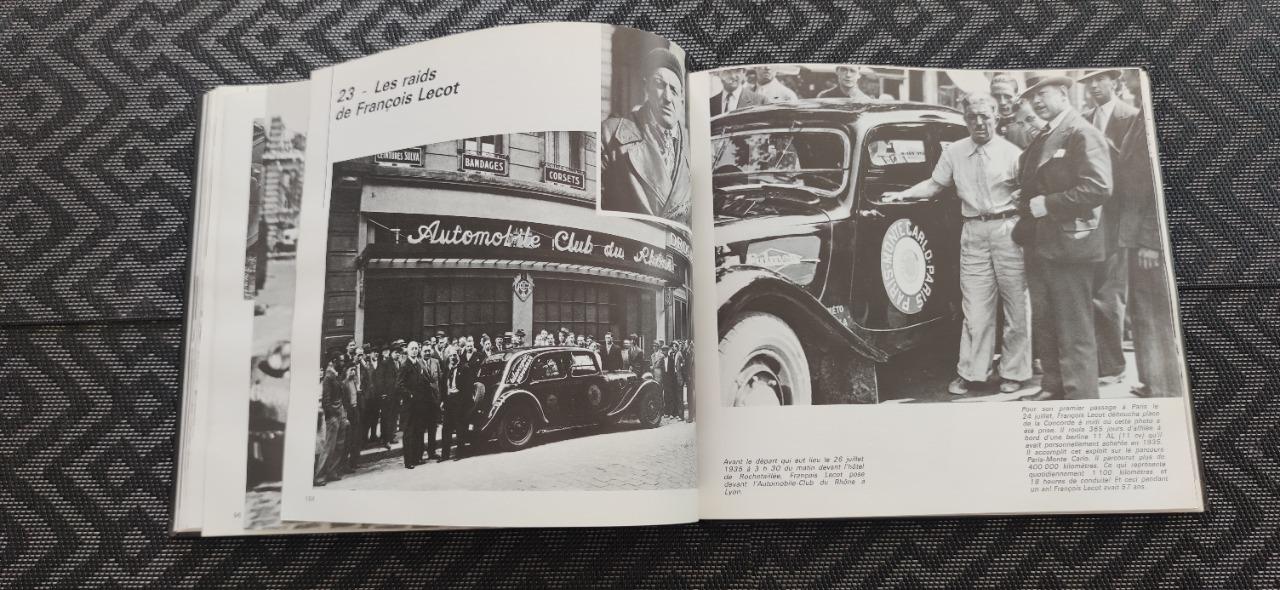 23 - Les raids
de François Lecot
BANDAGES
CORSETS
Automobile Club du Rhône
MONTE CARLO-PARIS
Avant le départ qui eut lieu le 26 juillet
1935 à 3 h 30 du matin devant l'hôtel
de Rochetaillée, François Lecot pose
devant l'Automobile-Club du Rhône à
Lyon.
Pour son premier passage à Paris le
24 juillet, François Lecot débouche place
de la Concorde à midi où cette photo a
été prise. Il roula 365 jours d'affilée à
bord d'une berline 11 AL (11 cv) qu'il
avait personnellement achetée en 1935.
Il accomplit cet exploit sur le parcours
Paris-Monte Carlo. Il parcourut plus de
400 000 kilomètres. Ce qui représente
quotidiennement 1 100 kilomètres et
18 heures de conduite! Et ceci pendant
un an! François Lecot avait 57 ans.